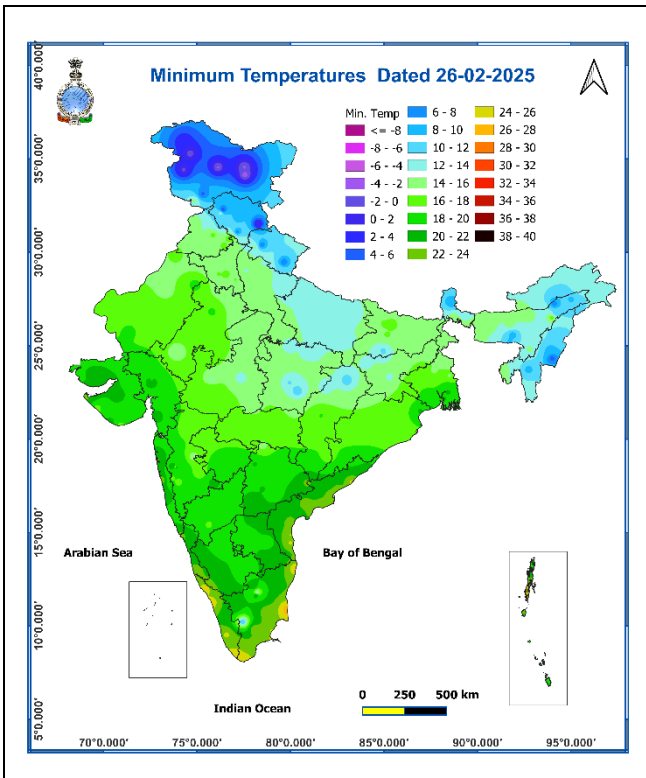 Minimum Temperatures Dated 26-02-2025
Min. Temp
<= -8
-8 - -6
-6 - -4
-4 - -2
-2 - 0
0 - 2
2 - 4
4 - 6
6 - 8
8 - 10
10 - 12
12 - 14
14 - 16
16 - 18
18 - 20
20 - 22
22 - 24
24 - 26
26 - 28
28 - 30
30 - 32
32 - 34
34 - 36
36 - 38
38 - 40
40°0.000'
35°0.000'
30°0.000'
25°0.000'
20°0.000'
15°0.000'
10°0.000'
5°0.000'
Arabian Sea
Bay of Bengal
Indian Ocean
0 250 500 km
70°0.000' 75°0.000' 80°0.000' 85°0.000' 90°0.000' 95°0.000'